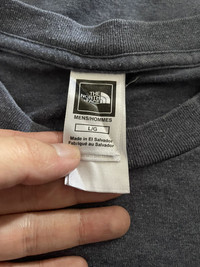 THE
NORTH
FACE
MENS/HOMMES
L/G
Made in El Salvador
Fabriqué au Salvador